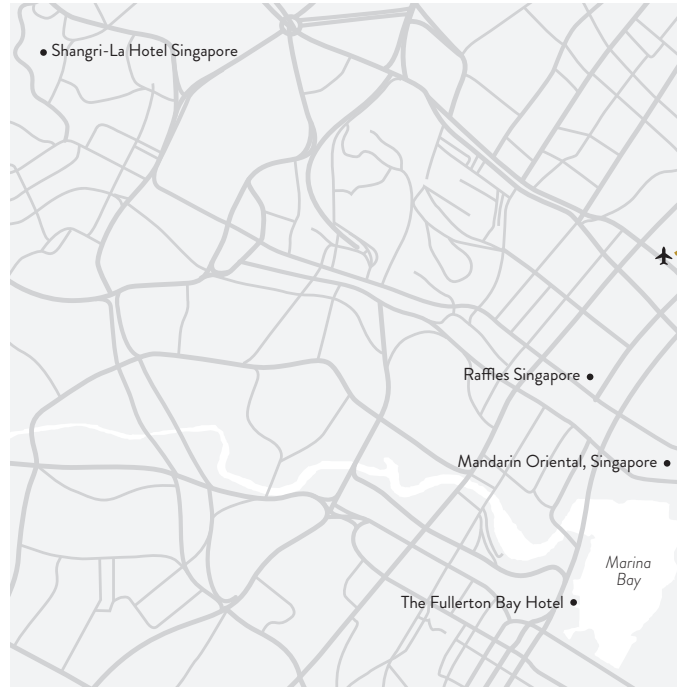 Shangri-La Hotel Singapore
Raffles Singapore
Mandarin Oriental, Singapore
Marina
Bay
The Fullerton Bay Hotel